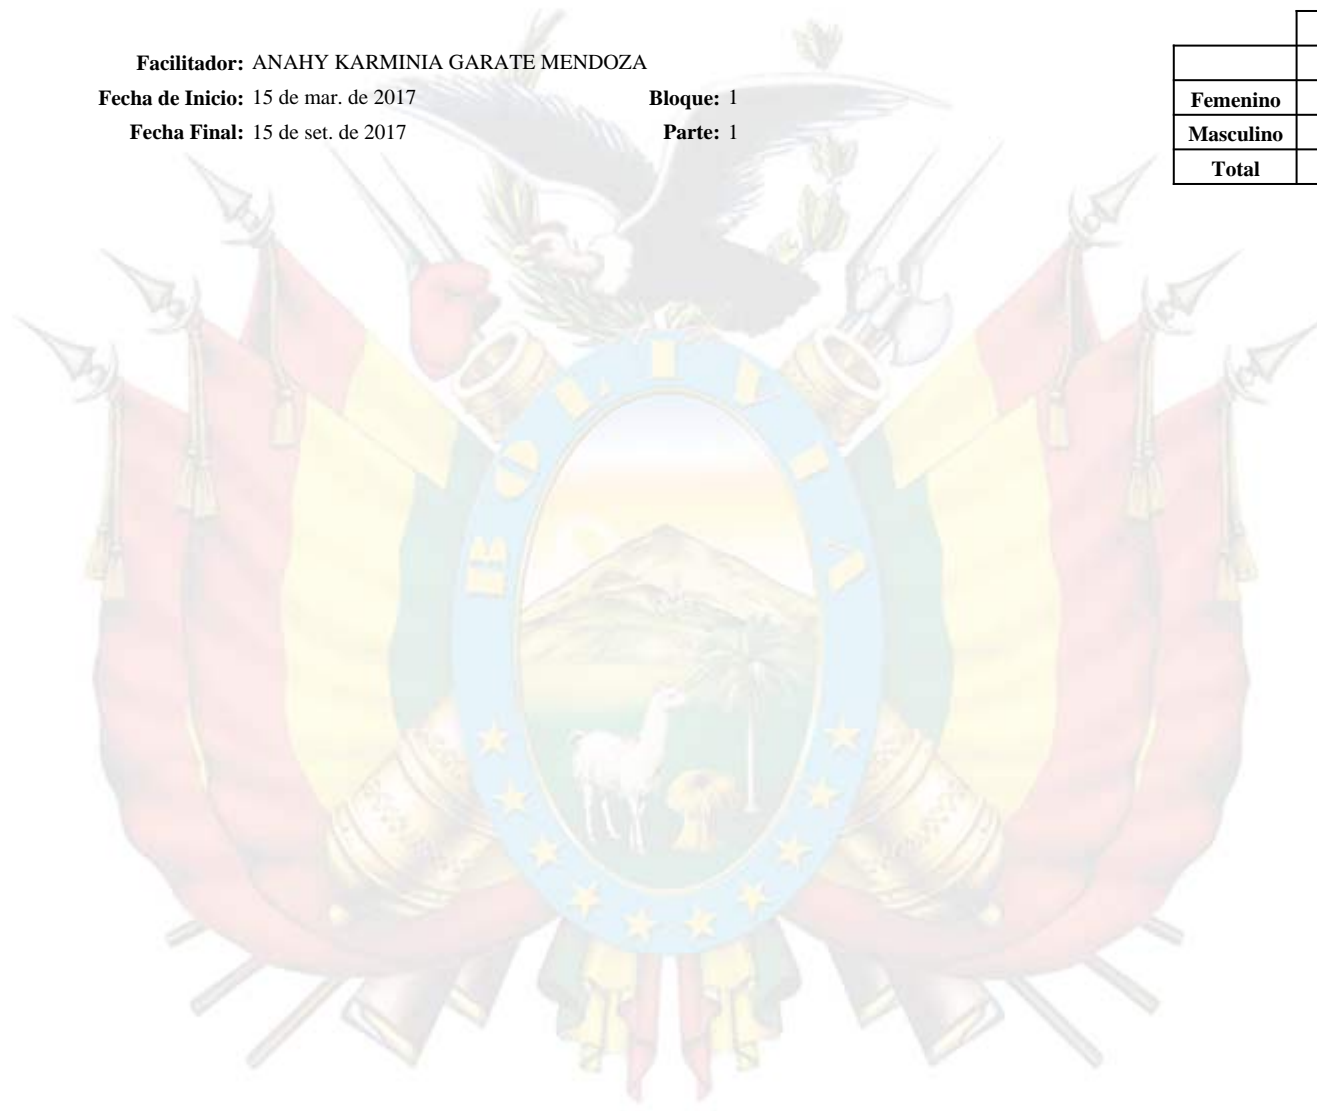 Facilitador: ANAHY KARMINIA GARATE MENDOZA
Fecha de Inicio: 15 de mar. de 2017 Bloque: 1
Fecha Final: 15 de set. de 2017 Parte: 1
Femenino
Masculino
Total
BOLIVIA